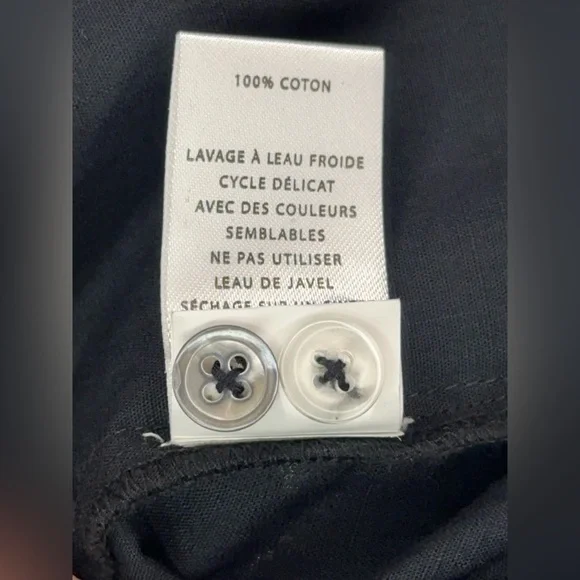 100% COTON
LAVAGE À LEAU FROIDE
CYCLE DÉLICAT
AVEC DES COULEURS
SEMBLABLES
NE PAS UTILISER
LEAU DE JAVEL
SÉCHAGE SUR UN